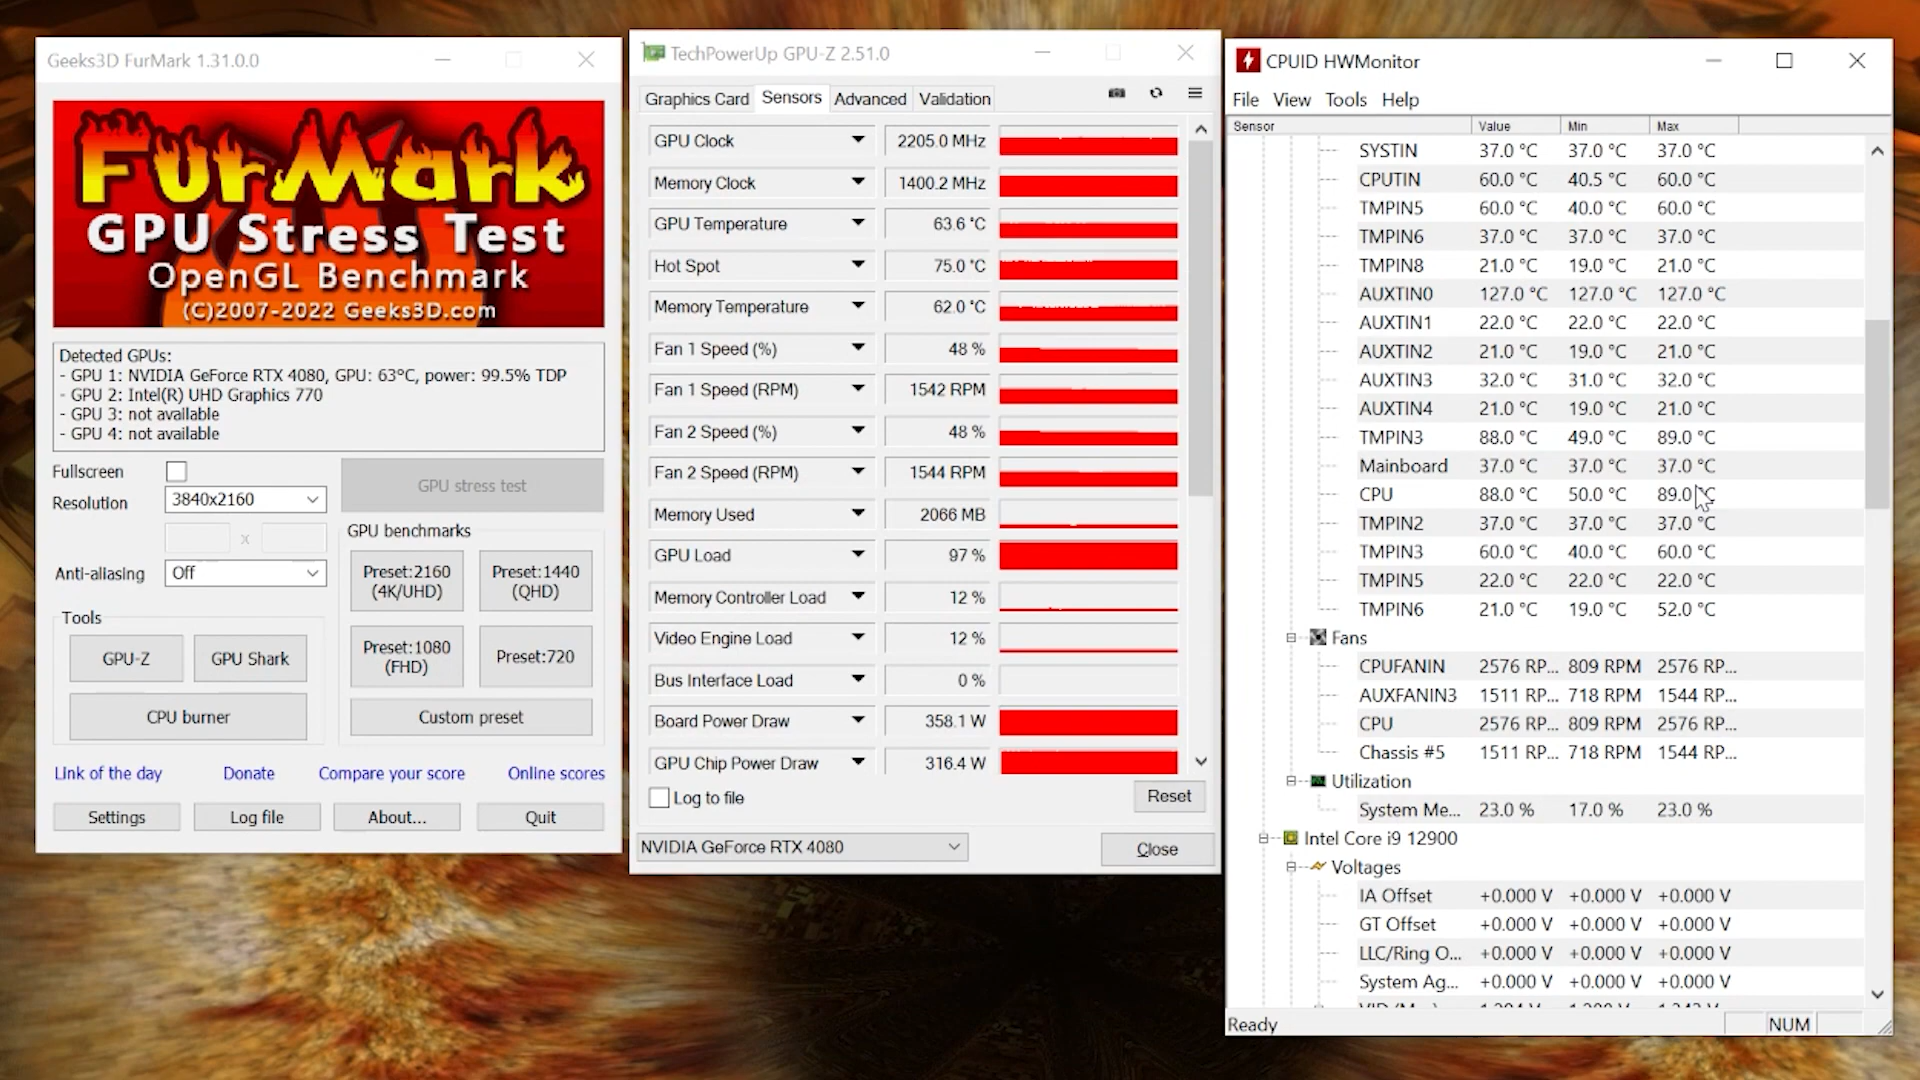 Geeks3D FurMark 1.31.0.0
FurMark
GPU Stress Test
OpenGL Benchmark
(C)2007-2022 Geeks3D.com
Detected GPUs:
- GPU 1: NVIDIA GeForce RTX 4080, GPU: 63°C, power: 99.5% TDP
- GPU 2: Intel(R) UHD Graphics 770
- GPU 3: not available
- GPU 4: not available
Fullscreen
Resolution
3840x2160
x
Anti-aliasing
Off
GPU stress test
GPU benchmarks
Preset:2160
(4K/UHD)
Preset:1440
(QHD)
Preset:1080
(FHD)
Preset:720
Custom preset
Tools
GPU-Z
GPU Shark
CPU burner
Link of the day
Donate
Compare your score
Online scores
Settings
Log file
About...
Quit
TechPowerUp GPU-Z 2.51.0
Graphics Card Sensors Advanced Validation
GPU Clock 2205.0 MHz
Memory Clock 1400.2 MHz
GPU Temperature 63.6 °C
Hot Spot 75.0 °C
Memory Temperature 62.0 °C
Fan 1 Speed (%) 48 %
Fan 1 Speed (RPM) 1542 RPM
Fan 2 Speed (%) 48 %
Fan 2 Speed (RPM) 1544 RPM
Memory Used 2066 MB
GPU Load 97 %
Memory Controller Load 12 %
Video Engine Load 12 %
Bus Interface Load 0 %
Board Power Draw 358.1 W
GPU Chip Power Draw 316.4 W
Log to file
Reset
NVIDIA GeForce RTX 4080
Close
CPUID HWMonitor
File View Tools Help
Sensor Value Min Max
SYSTIN 37.0 °C 37.0 °C 37.0 °C
CPUTIN 60.0 °C 40.5 °C 60.0 °C
TMPIN5 60.0 °C 40.0 °C 60.0 °C
TMPIN6 37.0 °C 37.0 °C 37.0 °C
TMPIN8 21.0 °C 19.0 °C 21.0 °C
AUXTIN0 127.0 °C 127.0 °C 127.0 °C
AUXTIN1 22.0 °C 22.0 °C 22.0 °C
AUXTIN2 21.0 °C 19.0 °C 21.0 °C
AUXTIN3 32.0 °C 31.0 °C 32.0 °C
AUXTIN4 21.0 °C 19.0 °C 21.0 °C
TMPIN3 88.0 °C 49.0 °C 89.0 °C
Mainboard 37.0 °C 37.0 °C 37.0 °C
CPU 88.0 °C 50.0 °C 89.0 °C
TMPIN2 37.0 °C 37.0 °C 37.0 °C
TMPIN3 60.0 °C 40.0 °C 60.0 °C
TMPIN5 22.0 °C 22.0 °C 22.0 °C
TMPIN6 21.0 °C 19.0 °C 52.0 °C
Fans
CPUFANIN 2576 RP... 809 RPM 2576 RP...
AUXFANIN3 1511 RP... 718 RPM 1544 RP...
CPU 2576 RP... 809 RPM 2576 RP...
Chassis #5 1511 RP... 718 RPM 1544 RP...
Utilization
System Me... 23.0 % 17.0 % 23.0 %
Intel Core i9 12900
Voltages
IA Offset +0.000 V +0.000 V +0.000 V
GT Offset +0.000 V +0.000 V +0.000 V
LLC/Ring O... +0.000 V +0.000 V +0.000 V
System Ag... +0.000 V +0.000 V +0.000 V
Ready
NUM